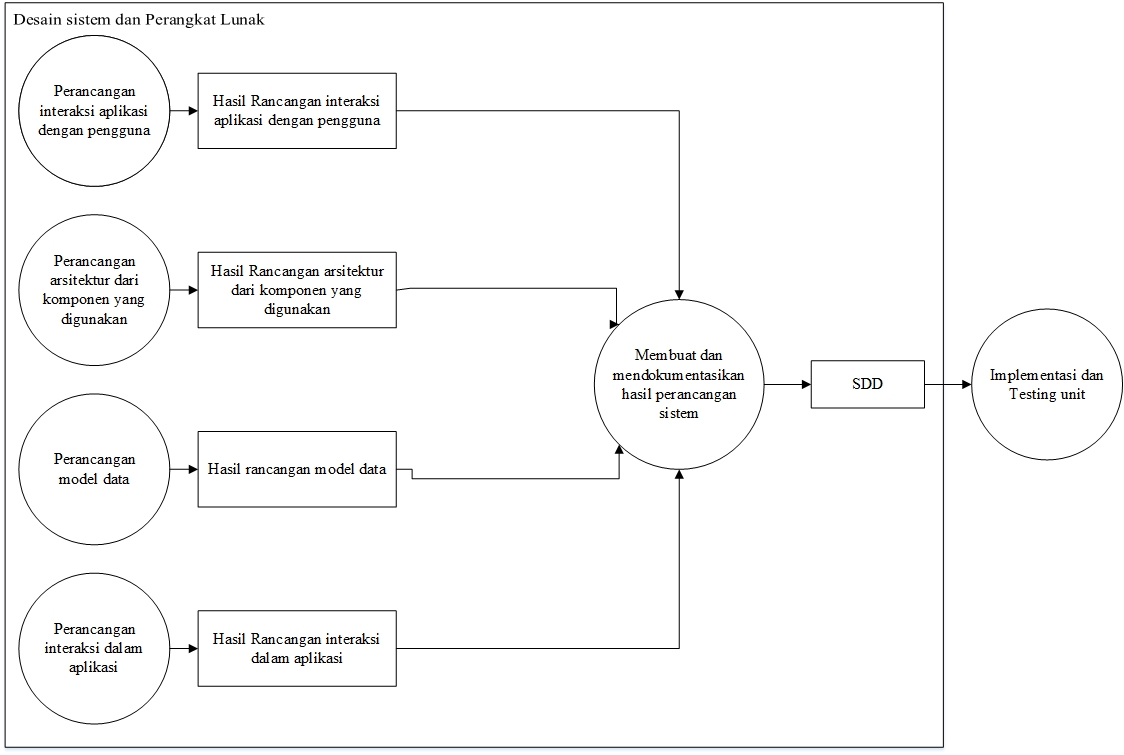 Desain sistem dan Perangkat Lunak
Perancangan
interaksi aplikasi
dengan pengguna
Hasil Rancangan interaksi
aplikasi dengan pengguna
Perancangan
arsitektur dari
komponen yang
digunakan
Hasil Rancangan arsitektur
dari komponen yang
digunakan
Membuat dan
mendokumentasikan
hasil perancangan
sistem
SDD
Implementasi dan
Testing unit
Perancangan
model data
Hasil rancangan model data
Perancangan
interaksi dalam
aplikasi
Hasil Rancangan interaksi
dalam aplikasi